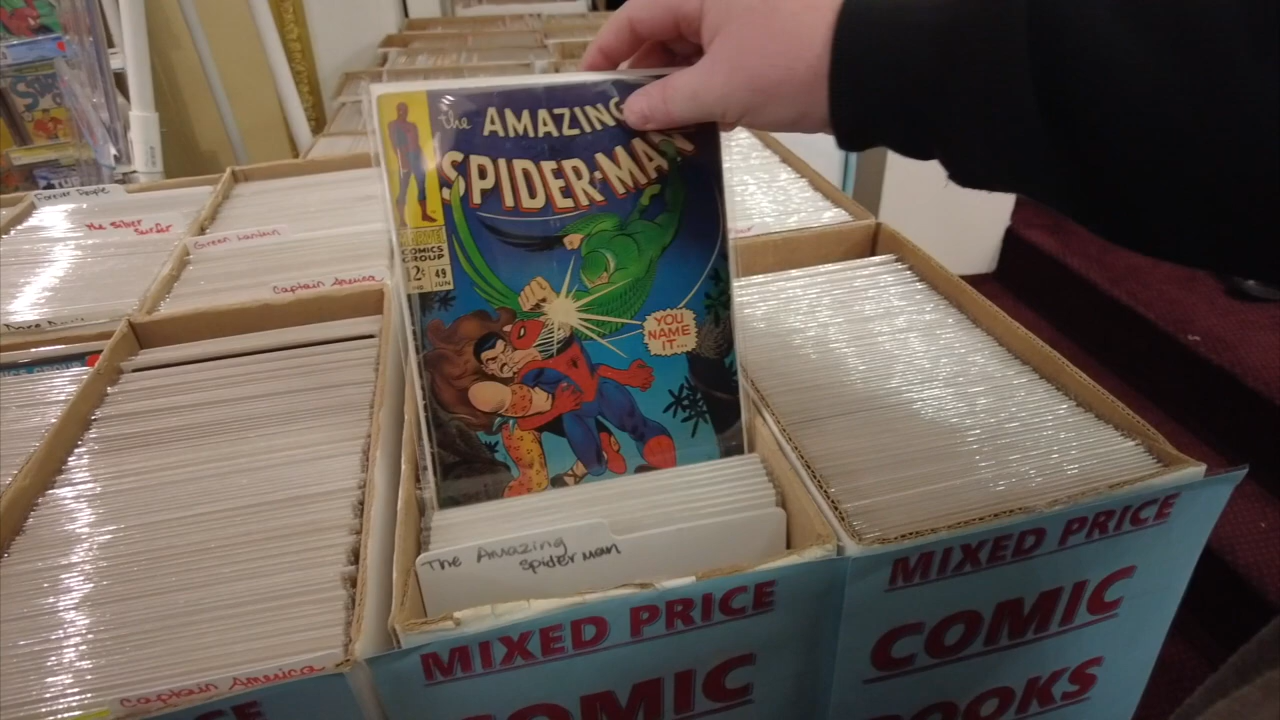 the AMAZING
SPIDER-MAN
MARVEL
COMICS
GROUP
12¢
49
IND.
JUN
YOU
NAME
IT...
Forever People
the Silver
Surfer
Green Lantern
Captain America
The Amazing
spider man
Captain America
MIXED PRICE
COMIC
MIXED PRICE
COMIC
BOOKS